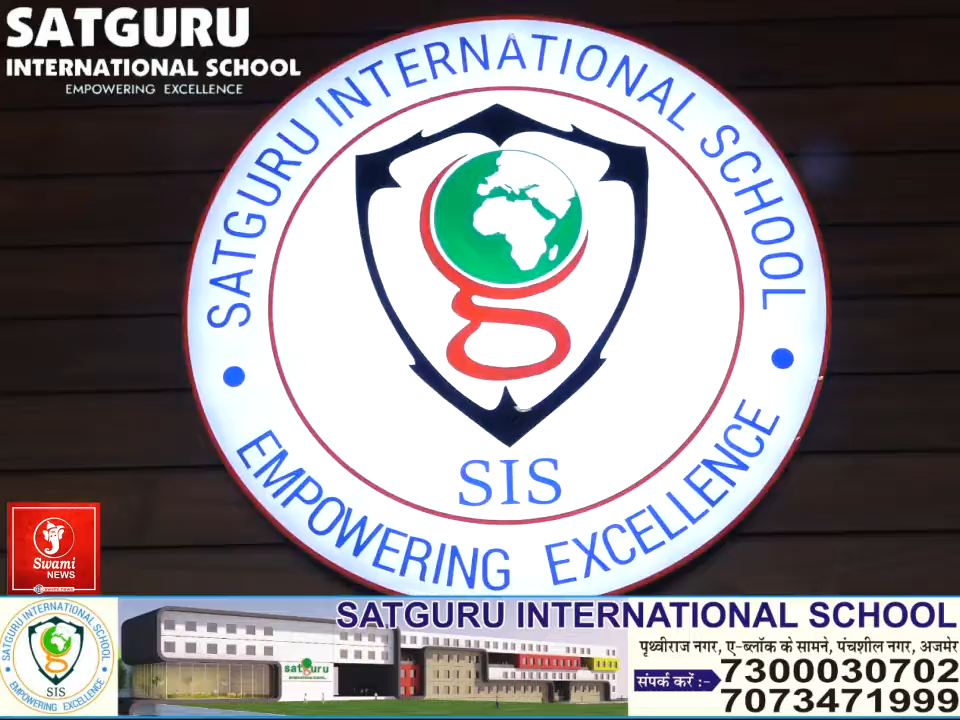 SATGURU
INTERNATIONAL SCHOOL
EMPOWERING EXCELLENCE
SATGURU INTERNATIONAL SCHOOL
SIS
EMPOWERING EXCELLENCE
Swami
NEWS
SATGURU INTERNATIONAL SCHOOL
SIS
EMPOWERING EXCELLENCE
satguru
SATGURU INTERNATIONAL SCHOOL
पृथ्वीराज नगर, ए-ब्लॉक के सामने, पंचशील नगर, अजमेर
संपर्क करें :-
7300030702
7073471999